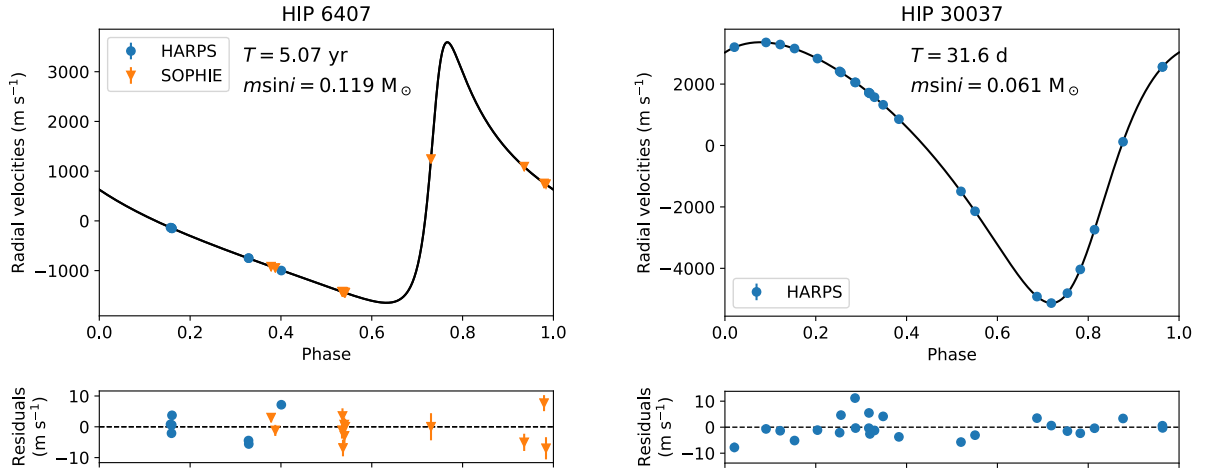 HIP 6407
HARPS
SOPHIE
T = 5.07 yr
msini = 0.119 M☉
Radial velocities (m s⁻¹)
3000
2000
1000
0
−1000
0.0 0.2 0.4 0.6 0.8 1.0
Phase
Residuals
(m s⁻¹)
10
0
−10
HIP 30037
T = 31.6 d
msini = 0.061 M☉
Radial velocities (m s⁻¹)
2000
0
−2000
−4000
HARPS
0.0 0.2 0.4 0.6 0.8 1.0
Phase
Residuals
(m s⁻¹)
10
0
−10